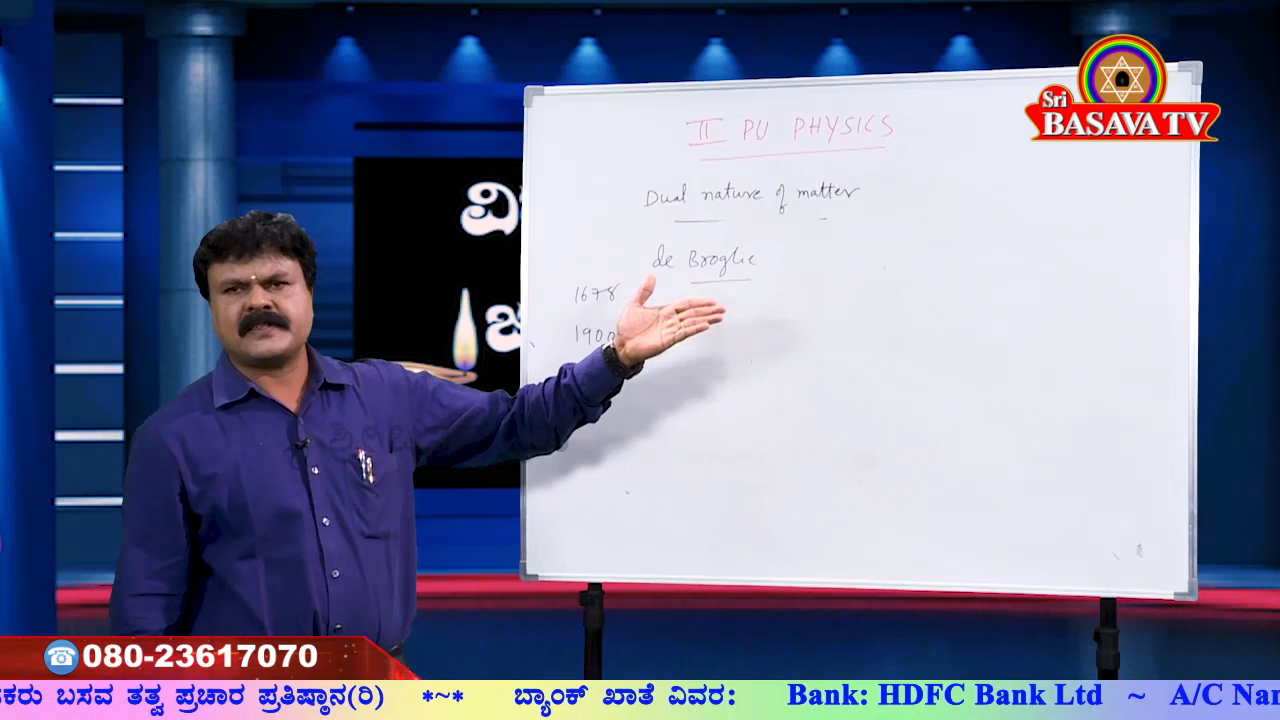 Sri
BASAVA TV
II PU PHYSICS
Dual nature of matter
de Broglie
1678
1900
080-23617070
ಬಸವ ತತ್ವ ಪ್ರಚಾರ ಪ್ರತಿಷ್ಠಾನ(ರಿ) *~* ಬ್ಯಾಂಕ್ ಖಾತೆ ವಿವರ: Bank: HDFC Bank Ltd ~ A/C